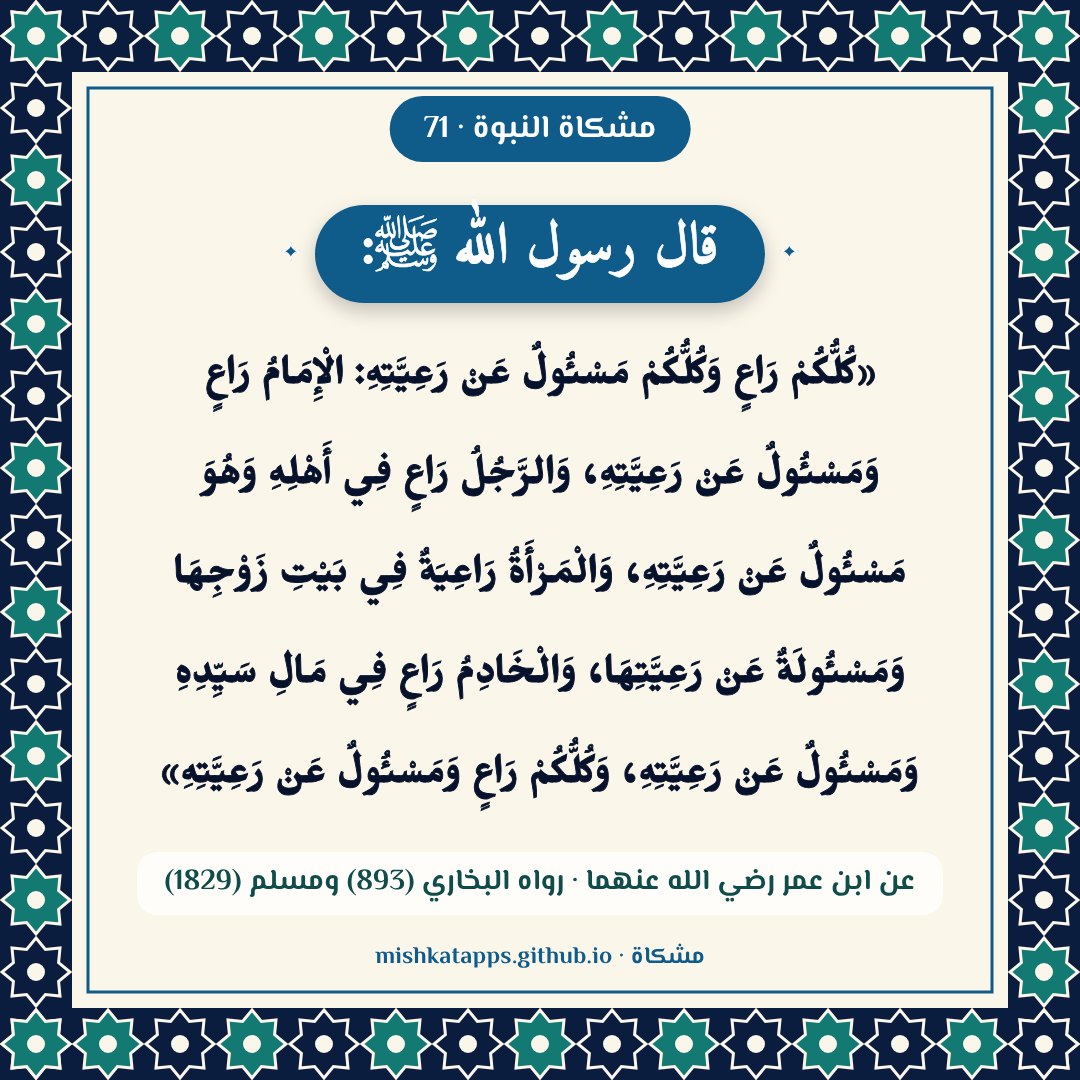 مشكاة النبوة · 71
قال رسول الله ﷺ:
«كُلُّكُمْ رَاعٍ وَكُلُّكُمْ مَسْئُولٌ عَنْ رَعِيَّتِهِ: الْإِمَامُ رَاعٍ
وَمَسْئُولٌ عَنْ رَعِيَّتِهِ، وَالرَّجُلُ رَاعٍ فِي أَهْلِهِ وَهُوَ
مَسْئُولٌ عَنْ رَعِيَّتِهِ، وَالْمَرْأَةُ رَاعِيَةٌ فِي بَيْتِ زَوْجِهَا
وَمَسْئُولَةٌ عَنْ رَعِيَّتِهَا، وَالْخَادِمُ رَاعٍ فِي مَالِ سَيِّدِهِ
وَمَسْئُولٌ عَنْ رَعِيَّتِهِ، وَكُلُّكُمْ رَاعٍ وَمَسْئُولٌ عَنْ رَعِيَّتِهِ»
عن ابن عمر رضي الله عنهما · رواه البخاري (893) ومسلم (1829)
مشكاة · mishkatapps.github.io